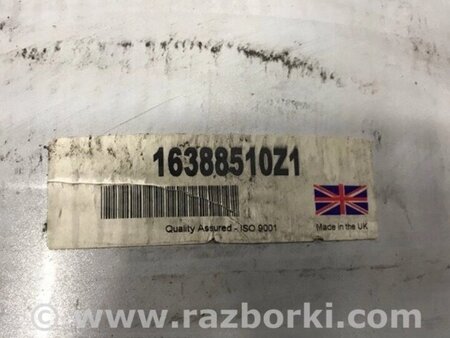 16388510Z1
Quality Assured - ISO 9001
Made in the UK
© - www.razborki.com